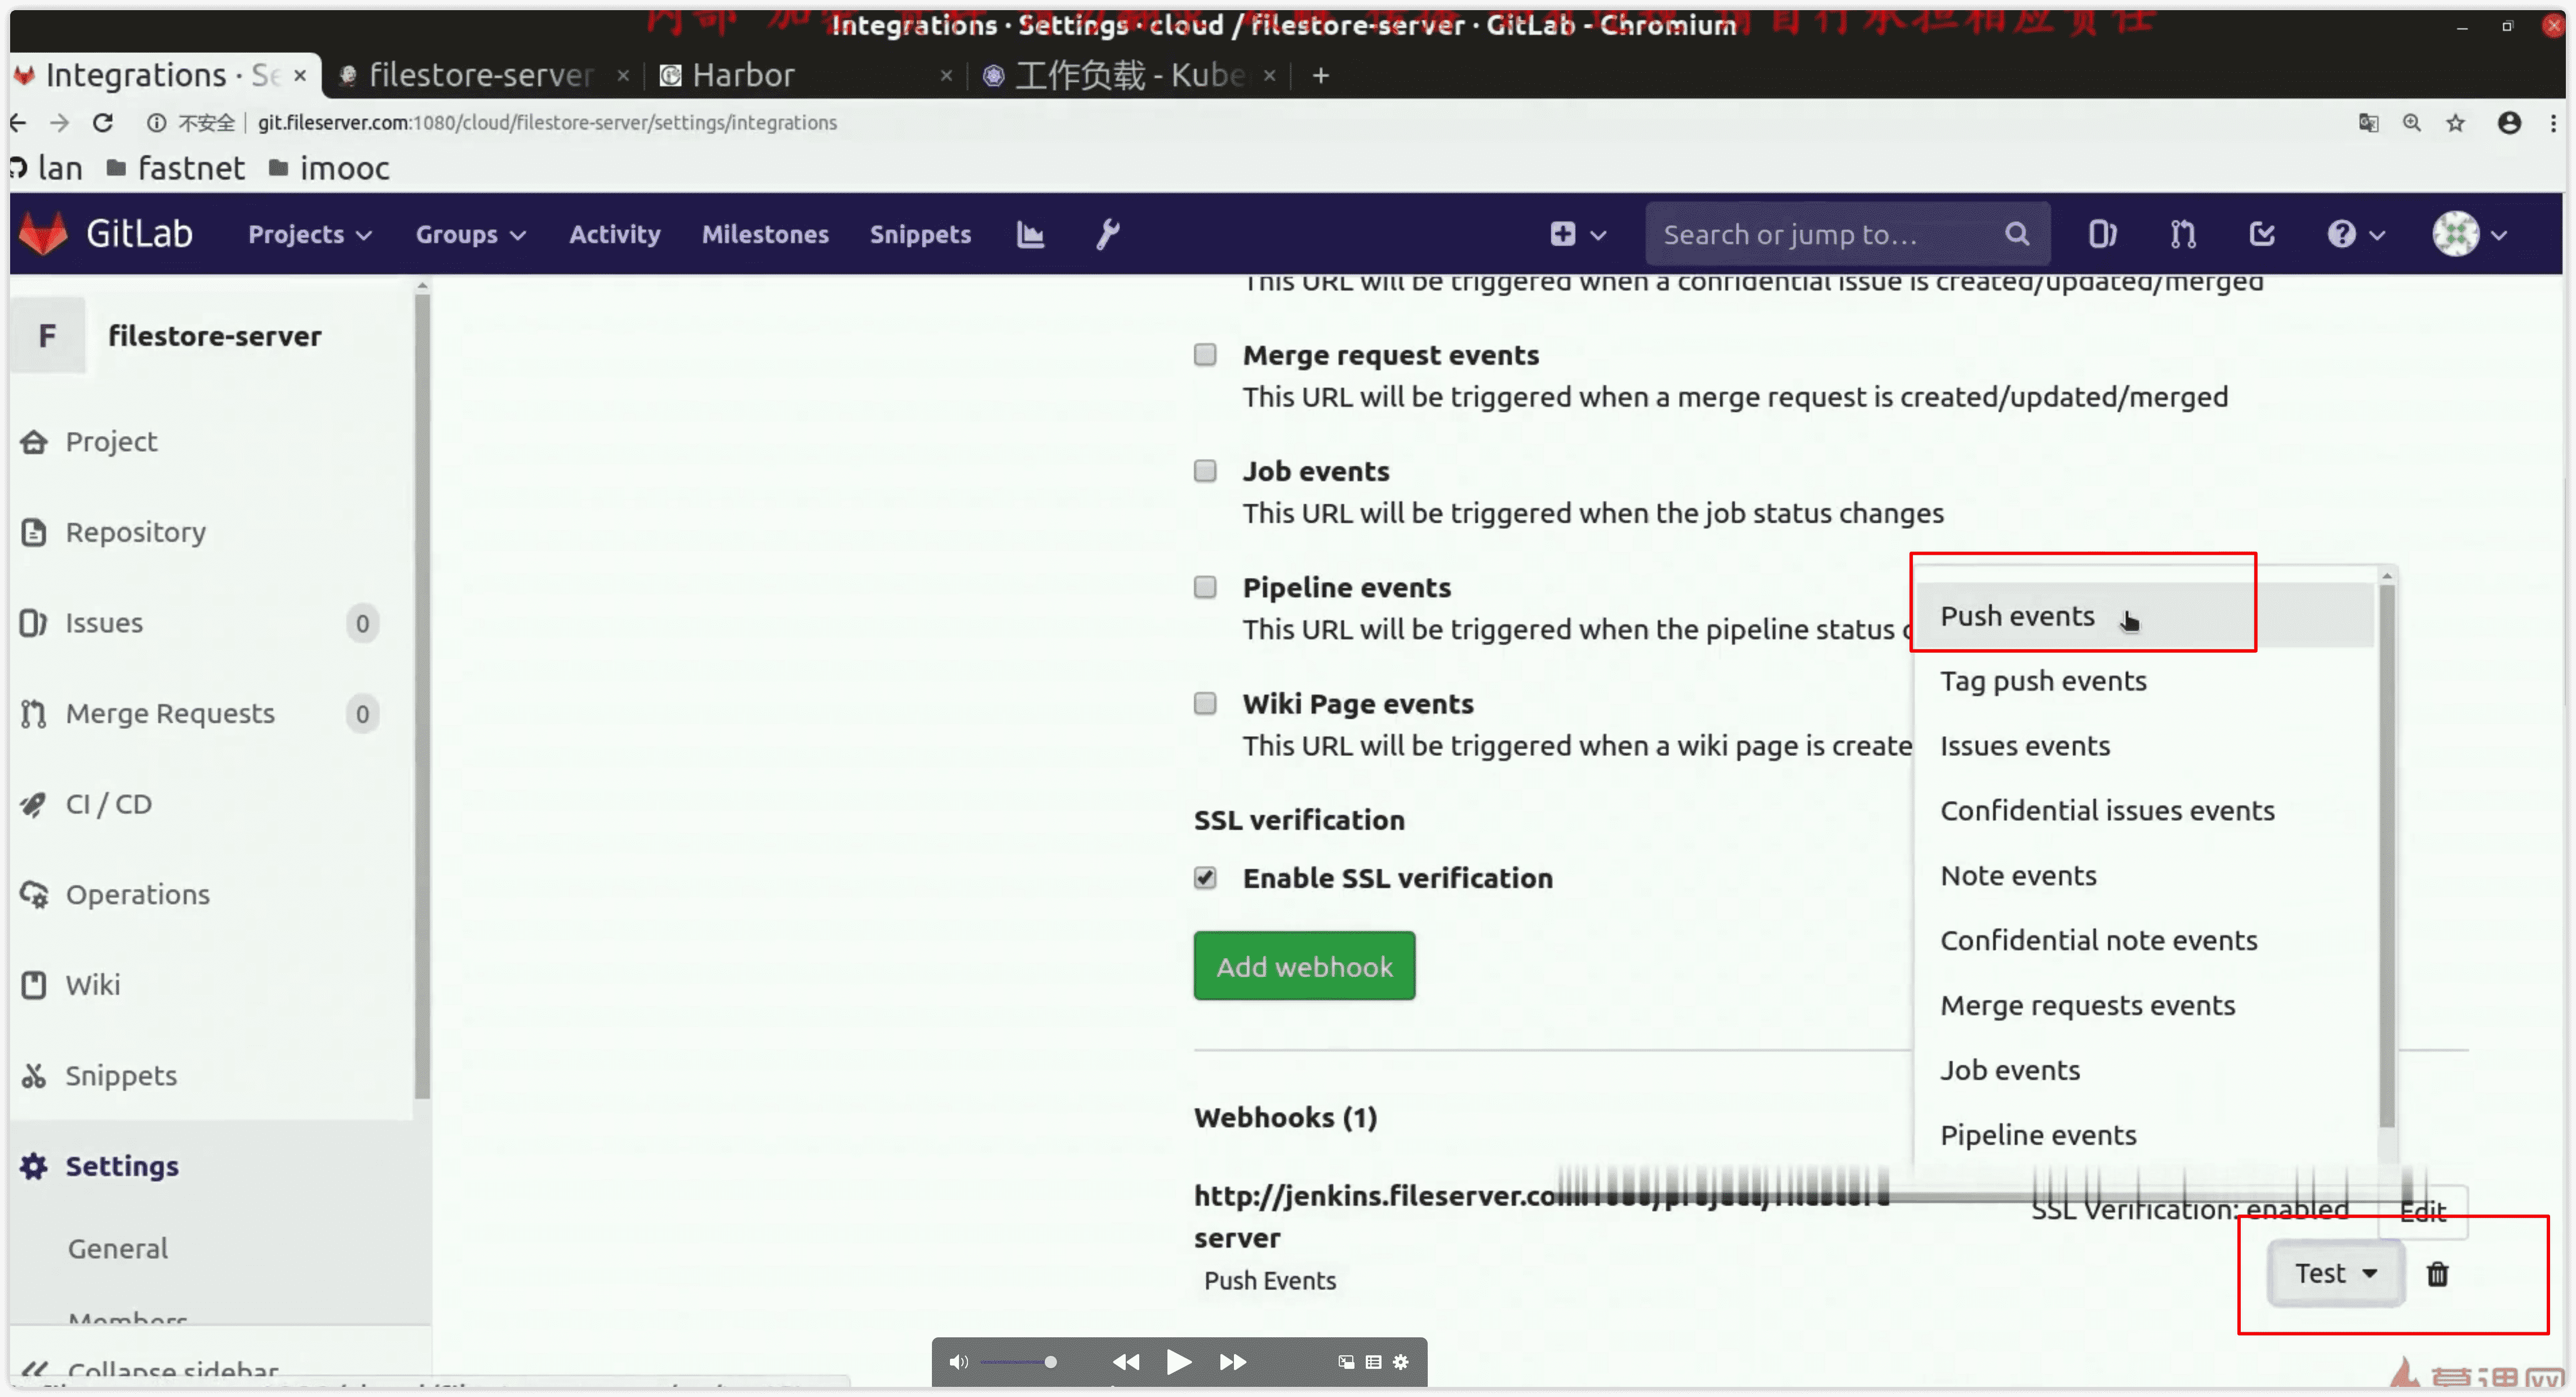 Integrations · Settings · cloud / filestore-server · GitLab - Chromium
Integrations · Se
filestore-server
Harbor
工作负载 - Kube
不安全
git.fileserver.com:1080/cloud/filestore-server/settings/integrations
lan
fastnet
imooc
GitLab
Projects
Groups
Activity
Milestones
Snippets
Search or jump to...
F
filestore-server
Project
Repository
Issues
0
Merge Requests
0
CI / CD
Operations
Wiki
Snippets
Settings
General
Members
Collapse sidebar
This URL will be triggered when a confidential issue is created/updated/merged
Merge request events
This URL will be triggered when a merge request is created/updated/merged
Job events
This URL will be triggered when the job status changes
Pipeline events
This URL will be triggered when the pipeline status
Wiki Page events
This URL will be triggered when a wiki page is create
SSL verification
Enable SSL verification
Add webhook
Push events
Tag push events
Issues events
Confidential issues events
Note events
Confidential note events
Merge requests events
Job events
Pipeline events
Webhooks (1)
http://jenkins.fileserver.co
server
Push Events
SSL Verification: enabled
Edit
Test